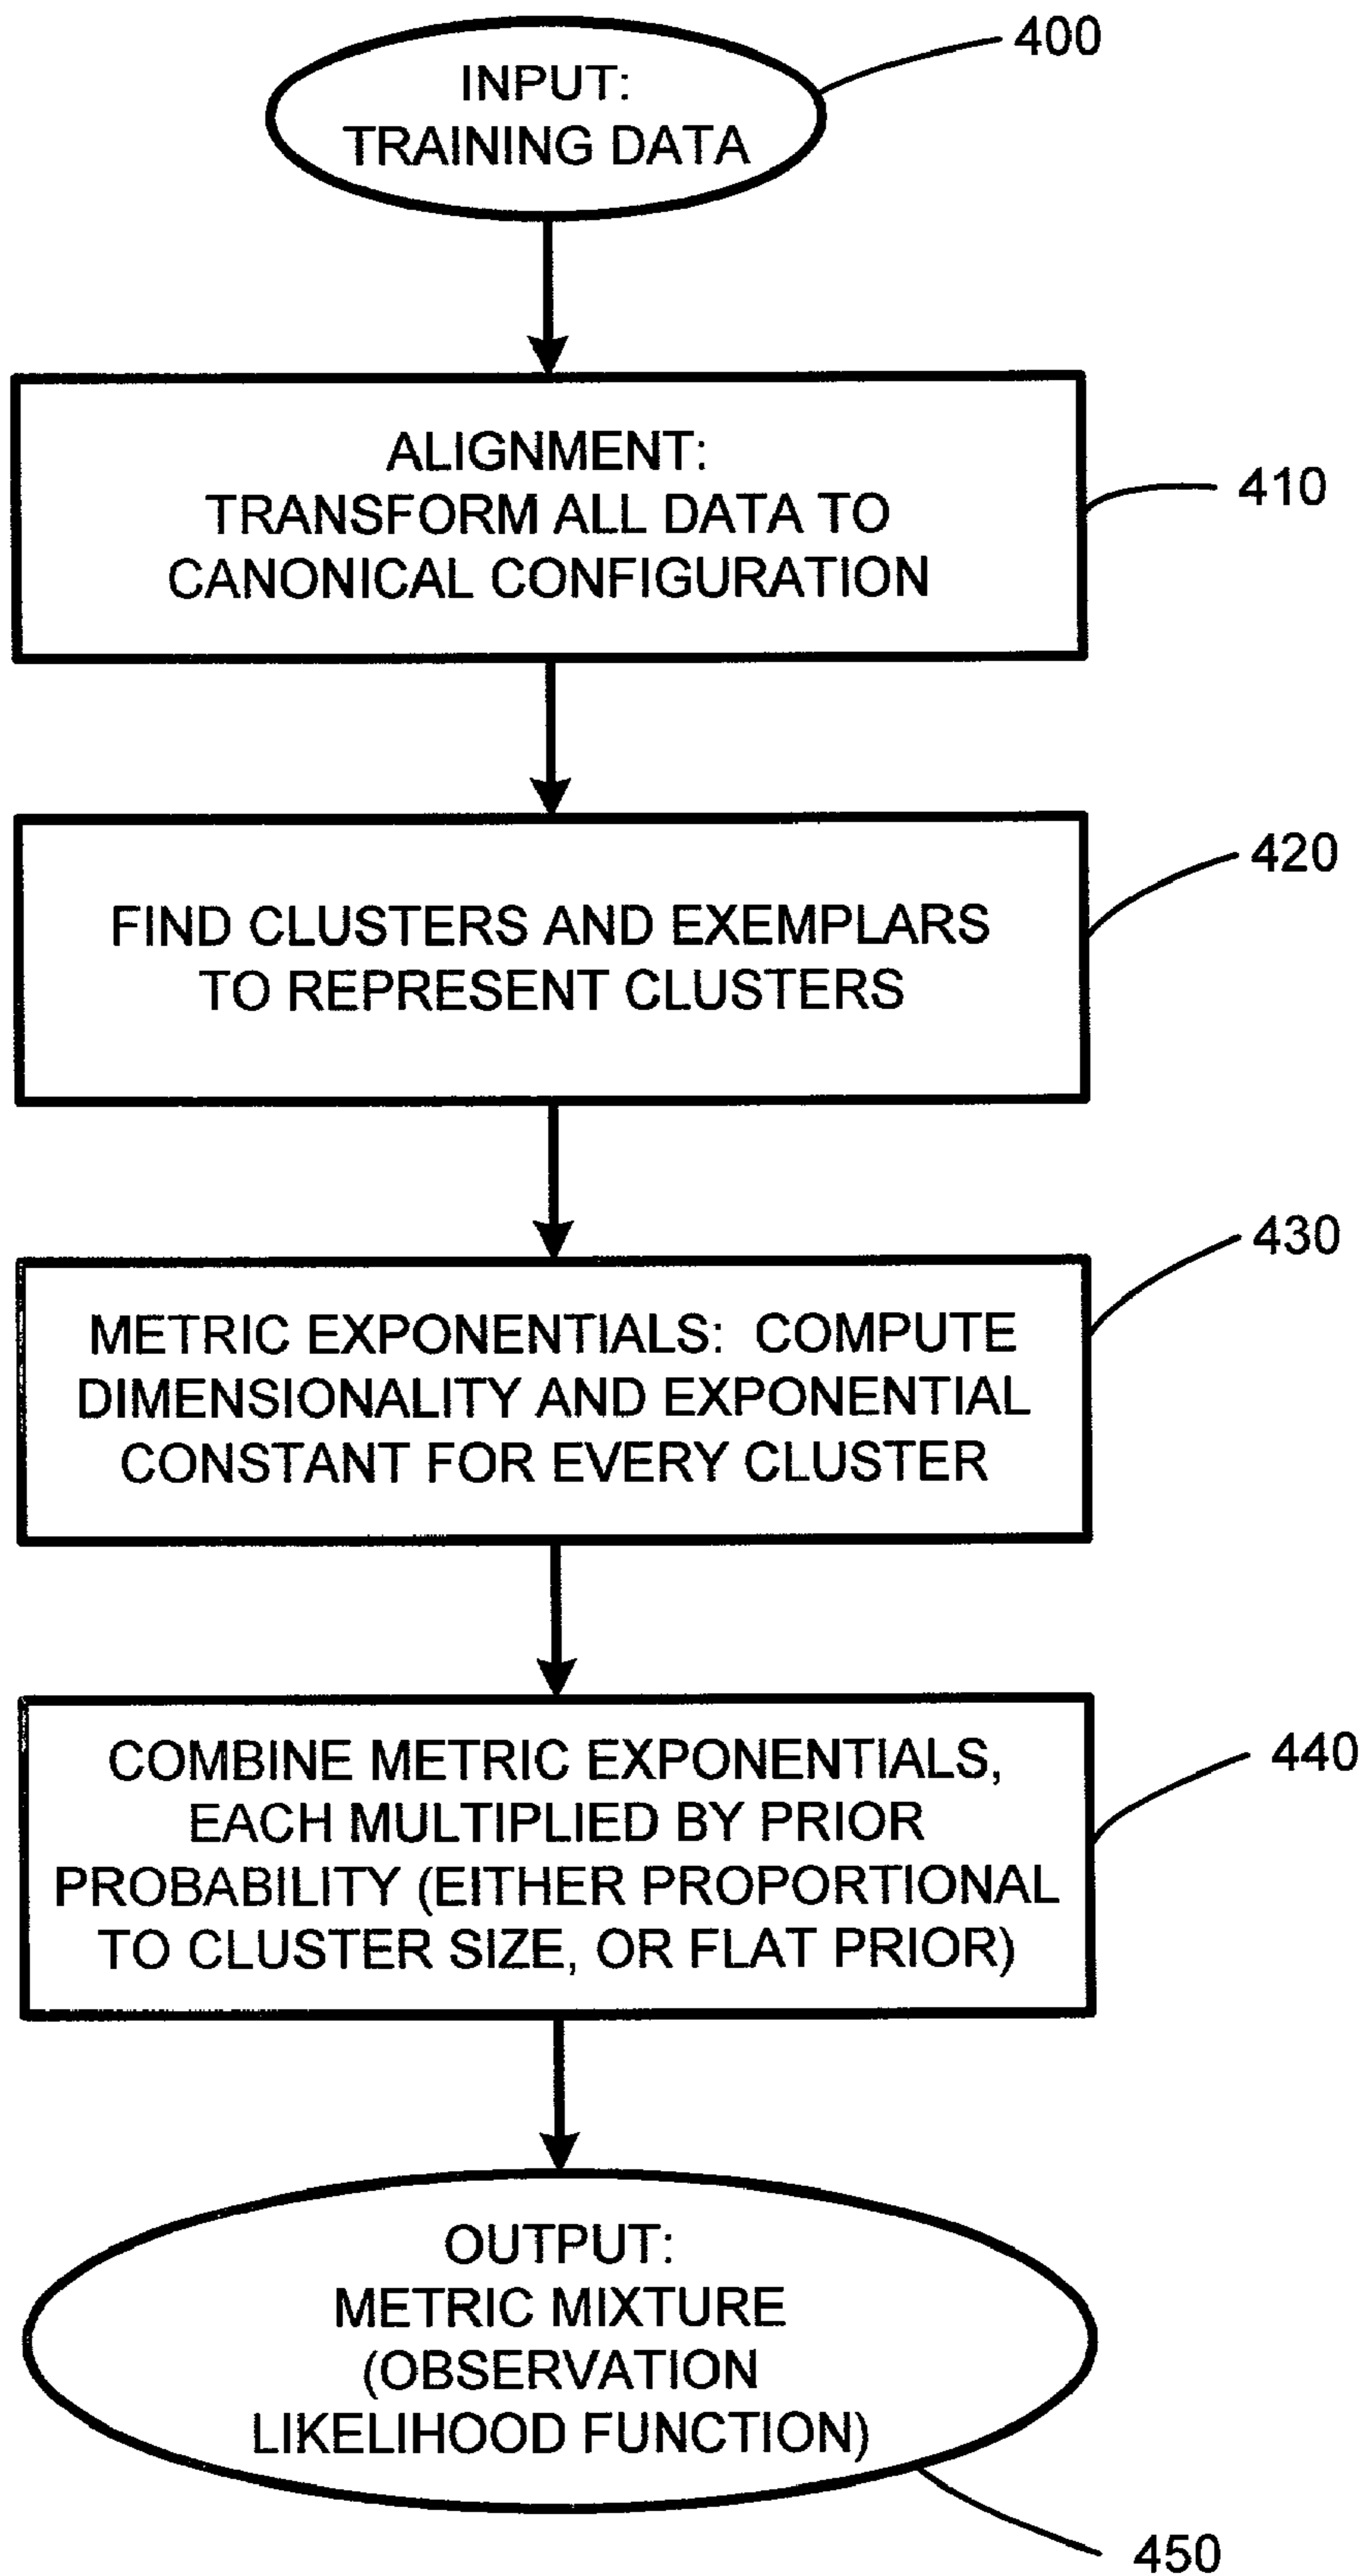 INPUT:
TRAINING DATA
400
ALIGNMENT:
TRANSFORM ALL DATA TO
CANONICAL CONFIGURATION
410
FIND CLUSTERS AND EXEMPLARS
TO REPRESENT CLUSTERS
420
METRIC EXPONENTIALS: COMPUTE
DIMENSIONALITY AND EXPONENTIAL
CONSTANT FOR EVERY CLUSTER
430
COMBINE METRIC EXPONENTIALS,
EACH MULTIPLIED BY PRIOR
PROBABILITY (EITHER PROPORTIONAL
TO CLUSTER SIZE, OR FLAT PRIOR)
440
OUTPUT:
METRIC MIXTURE
(OBSERVATION
LIKELIHOOD FUNCTION)
450